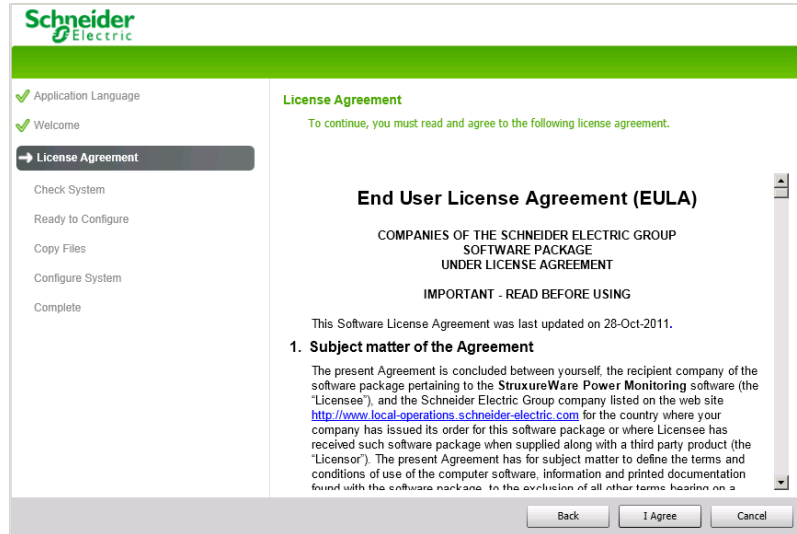 Schneider
Electric
Application Language
Welcome
License Agreement
Check System
Ready to Configure
Copy Files
Configure System
Complete
License Agreement
To continue, you must read and agree to the following license agreement.
End User License Agreement (EULA)
COMPANIES OF THE SCHNEIDER ELECTRIC GROUP
SOFTWARE PACKAGE
UNDER LICENSE AGREEMENT
IMPORTANT - READ BEFORE USING
This Software License Agreement was last updated on 28-Oct-2011.
1. Subject matter of the Agreement
The present Agreement is concluded between yourself, the recipient company of the
software package pertaining to the StruxureWare Power Monitoring software (the
“Licensee”), and the Schneider Electric Group company listed on the web site
http://www.local-operations.schneider-electric.com for the country where your
company has issued its order for this software package or where Licensee has
received such software package when supplied along with a third party product (the
“Licensor”). The present Agreement has for subject matter to define the terms and
conditions of use of the computer software, information and printed documentation
found with the software package, to the exclusion of all other terms bearing on a
Back
I Agree
Cancel